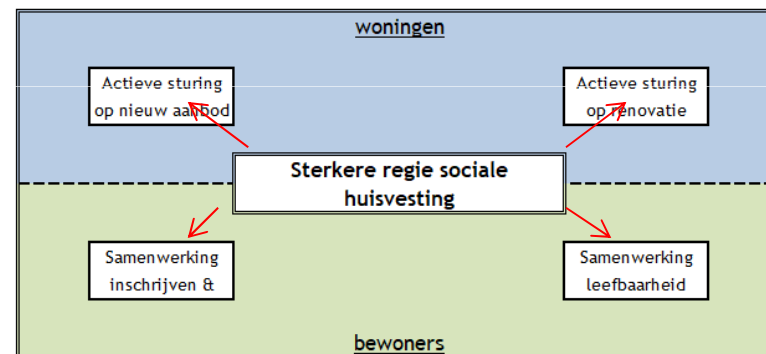 woningen
Actieve sturing
op nieuw aanbod
Actieve sturing
op renovatie
Sterkere regie sociale
huisvesting
Samenwerking
inschrijven &
Samenwerking
leefbaarheid
bewoners